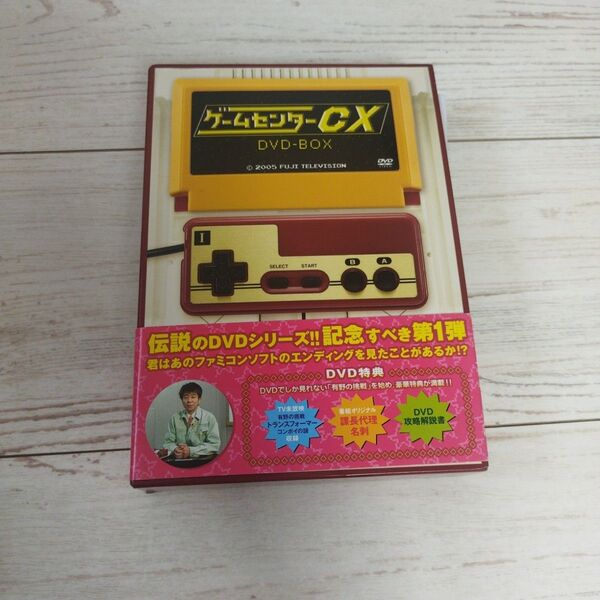 ゲームセンターCX
DVD-BOX
© 2005 FUJI TELEVISION
DVD
VIDEO
I
SELECT START
B A
伝説のDVDシリーズ!!記念すべき第1弾
君はあのファミコンソフトのエンディングを見たことがあるか!?
DVD特典
DVDでしか見れない「有野の挑戦」を始め、豪華特典が満載!!
TV未放映
有野の挑戦
トランスフォーマー
コンボイの謎
収録
番組オリジナル
課長代理
名刺
DVD
攻略解説書